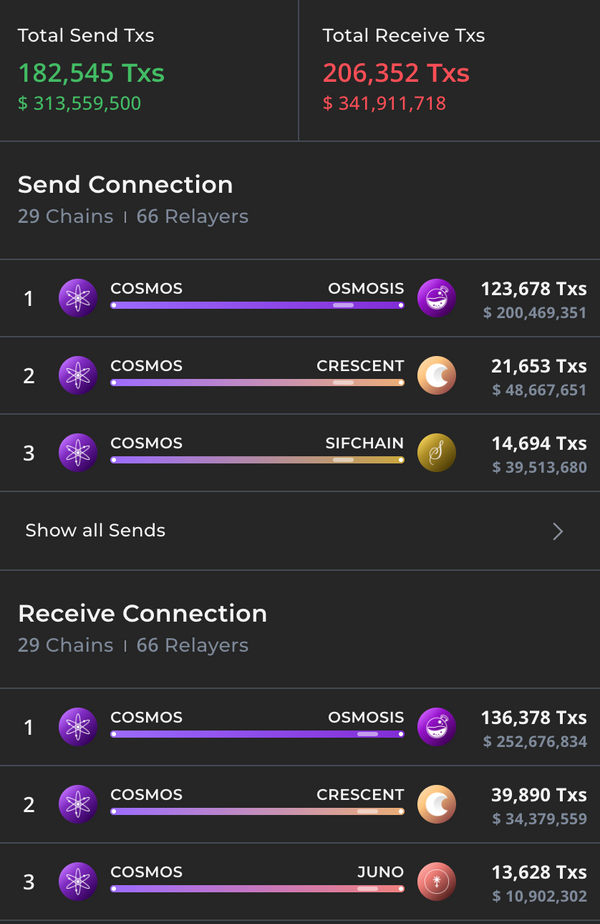 Total Send Txs
182,545 Txs
$ 313,559,500
Total Receive Txs
206,352 Txs
$ 341,911,718
Send Connection
29 Chains | 66 Relayers
1 COSMOS OSMOSIS 123,678 Txs
$ 200,469,351
2 COSMOS CRESCENT 21,653 Txs
$ 48,667,651
3 COSMOS SIFCHAIN 14,694 Txs
$ 39,513,680
Show all Sends
Receive Connection
29 Chains | 66 Relayers
1 COSMOS OSMOSIS 136,378 Txs
$ 252,676,834
2 COSMOS CRESCENT 39,890 Txs
$ 34,379,559
3 COSMOS JUNO 13,628 Txs
$ 10,902,302